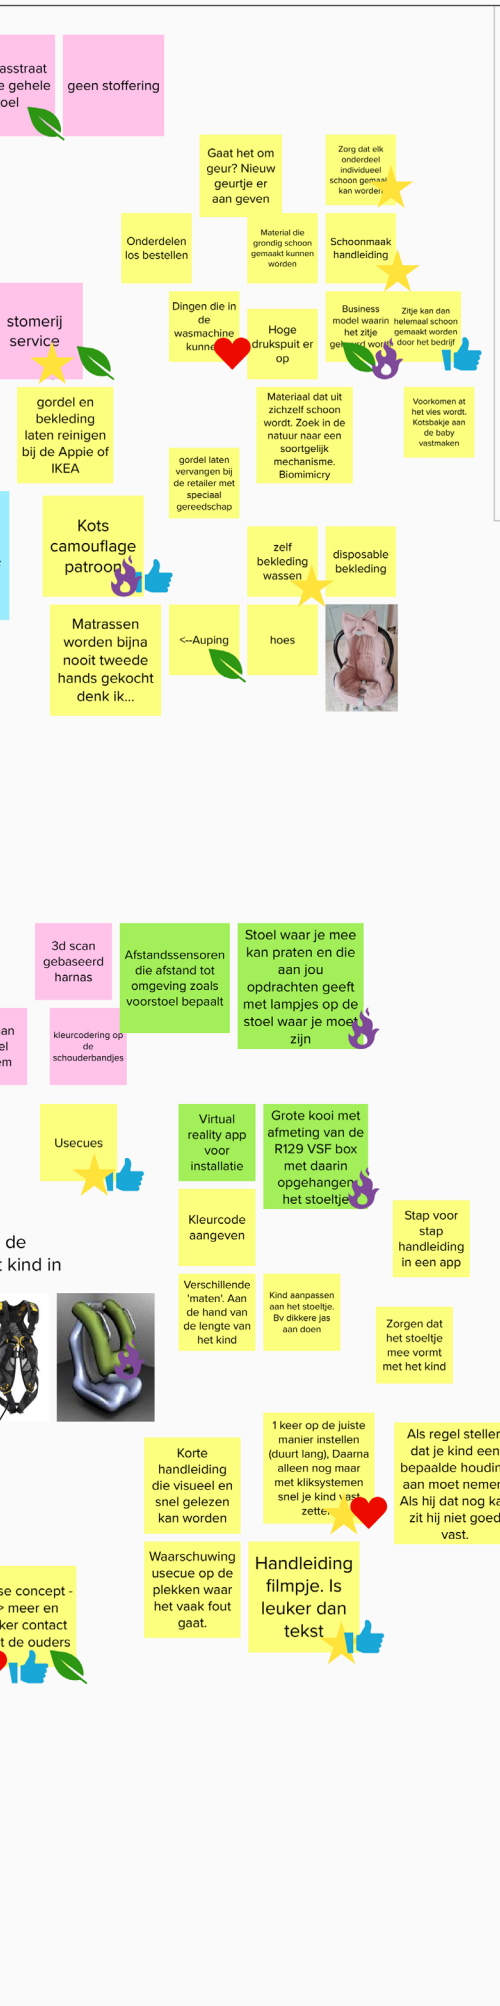 asstraat
e gehele
oel
geen stoffering
Gaat het om
geur? Nieuw
geurtje er
aan geven
Zorg dat elk
onderdeel
individueel
schoon gemaakt
kan worden
Onderdelen
los bestellen
Material die
grondig schoon
gemaakt kunnen
worden
Schoonmaak
handleiding
stomerij
service
Dingen die in
de
wasmachine
kunne
Hoge
drukspuit er
op
Business
model waarin
het zitje
Zitje kan dan
helemaal schoon
gemaakt worden
door het bedrijf
gordel en
bekleding
laten reinigen
bij de Appie of
IKEA
Materiaal dat uit
zichzelf schoon
wordt. Zoek in de
natuur naar een
soortgelijk
mechanisme.
Biomimicry
Voorkomen at
het vies wordt.
Kotsbakje aan
de baby
vastmaken
gordel laten
vervangen bij
de retailer met
speciaal
gereedschap
Kots
camouflage
patroon
zelf
bekleding
wassen
disposable
bekleding
Matrassen
worden bijna
nooit tweede
hands gekocht
denk ik...
<--Auping
hoes
3d scan
gebaseerd
harnas
Afstandssensoren
die afstand tot
omgeving zoals
voorstoel bepaalt
Stoel waar je mee
kan praten en die
aan jou
opdrachten geeft
met lampjes op de
stoel waar je moet
zijn
an
el
em
kleurcodering op
de
schouderbandjes
Usecues
Virtual
reality app
voor
installatie
Grote kooi met
afmeting van de
R129 VSF box
met daarin
opgehangen
het stoeltje
Kleurcode
aangeven
Stap voor
stap
handleiding
in een app
de
t kind in
Verschillende
'maten'. Aan
de hand van
de lengte van
het kind
Kind aanpassen
aan het stoeltje.
Bv dikkere jas
aan doen
Zorgen dat
het stoeltje
mee vormt
met het kind
Korte
handleiding
die visueel en
snel gelezen
kan worden
1 keer op de juiste
manier instellen
(duurt lang), Daarna
alleen nog maar
met kliksystemen
snel je kind vast
zetten
Als regel stellen
dat je kind een
bepaalde houdin
aan moet nemen
Als hij dat nog ka
zit hij niet goed
vast.
Waarschuwing
usecue op de
plekken waar
het vaak fout
gaat.
Handleiding
filmpje. Is
leuker dan
tekst
se concept -
> meer en
ker contact
t de ouders